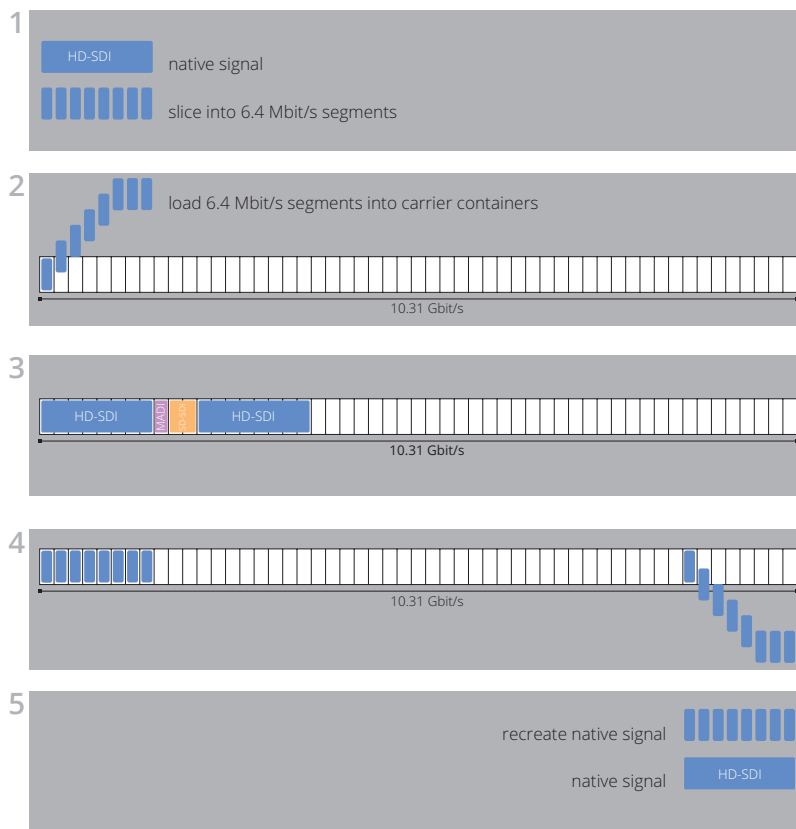 1
HD-SDI
native signal
slice into 6.4 Mbit/s segments
2
load 6.4 Mbit/s segments into carrier containers
10.31 Gbit/s
3
HD-SDI
MADI
SD-SDI
HD-SDI
10.31 Gbit/s
4
10.31 Gbit/s
5
recreate native signal
native signal
HD-SDI